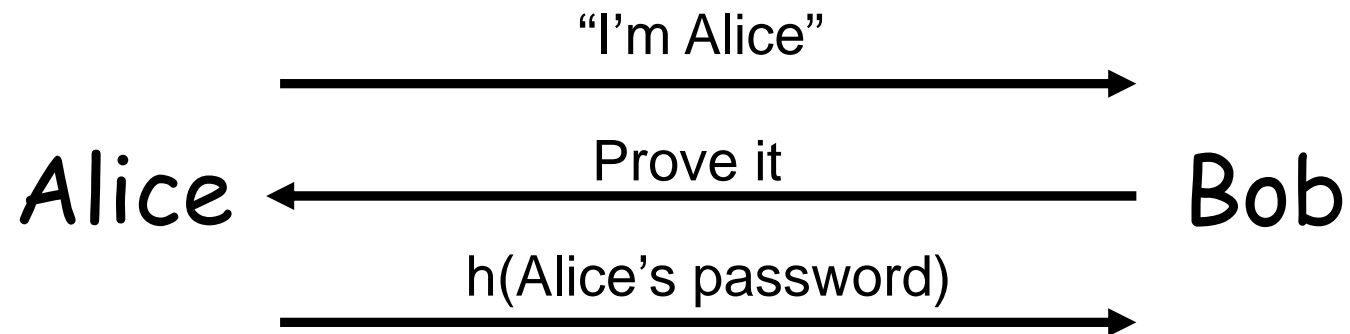 “I’m Alice”
Prove it
Alice
Bob
h(Alice’s password)